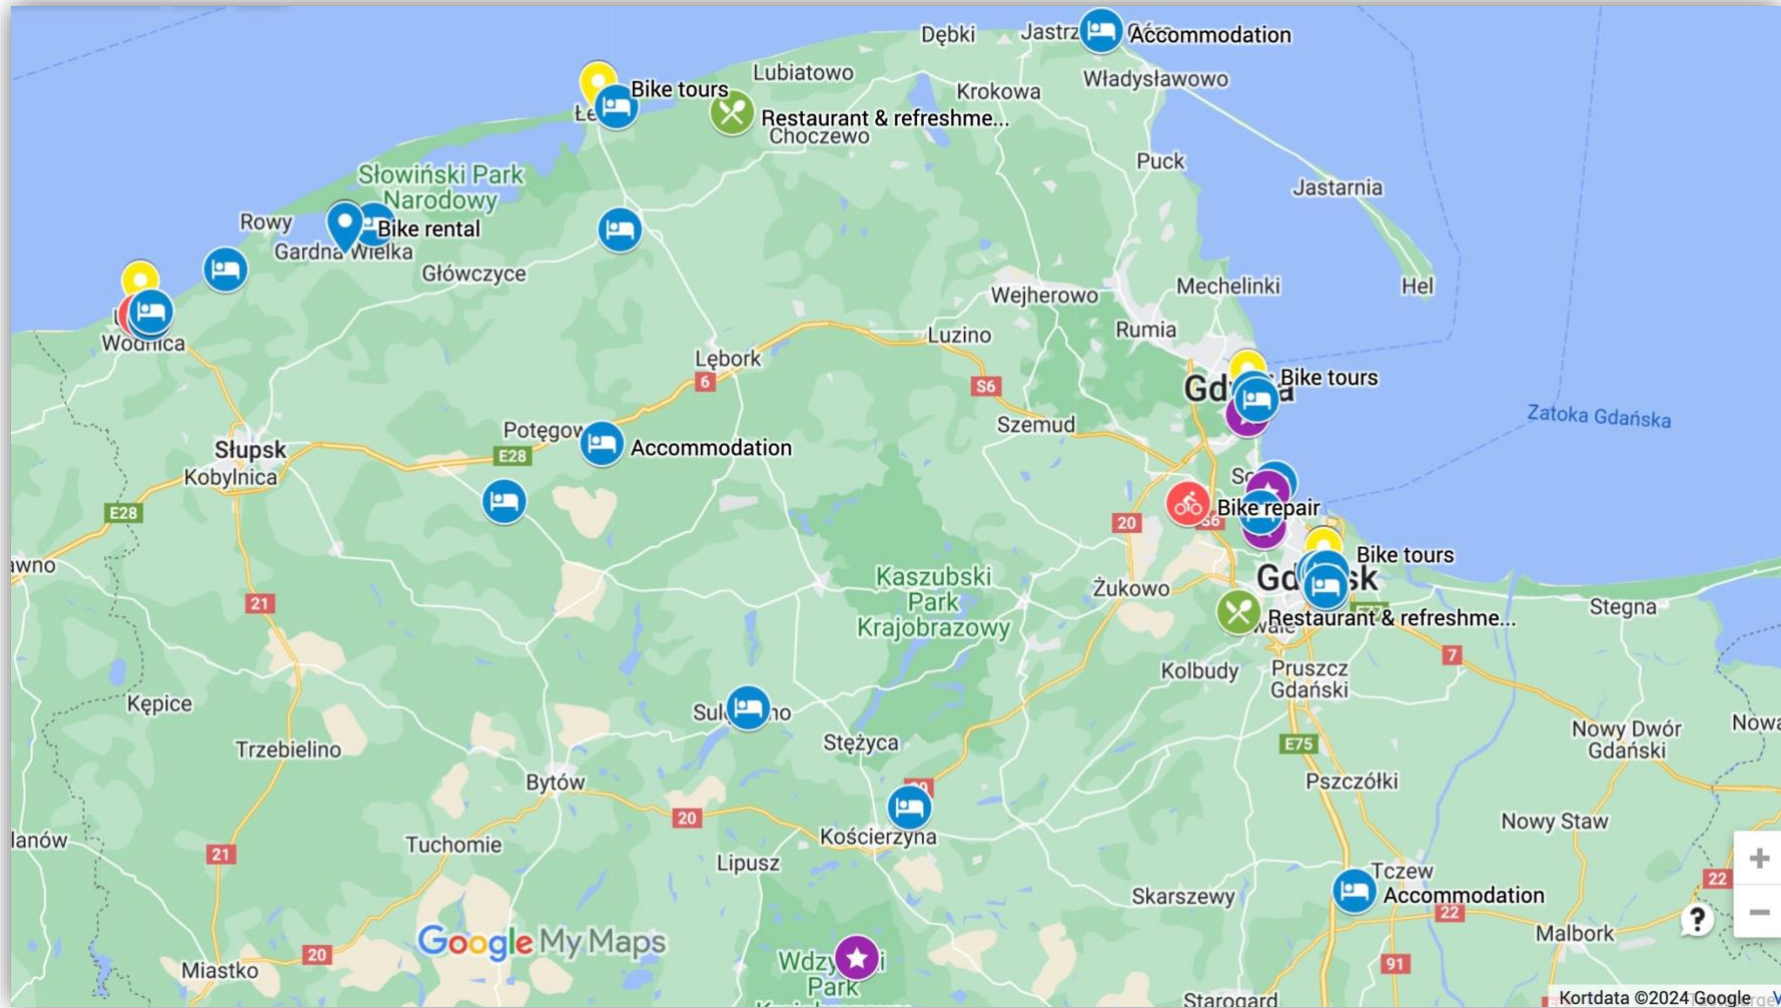 Dębki
Accommodation
Lubiatowo
Władysławowo
Bike tours
Krokowa
Restaurant & refreshme...
Choczewo
Puck
Słowiński Park
Narodowy
Jastarnia
Rowy
Bike rental
Gardna Wielka
Główczyce
Mechelinki
Hel
Wejherowo
Rumia
Luzino
Wodnica
Lębork
6
S6
Bike tours
Zatoka Gdańska
Szemud
Słupsk
Kobylnica
E28
Accommodation
E28
20
S6
Bike repair
Bike tours
Kaszubski
Park
Krajobrazowy
Żukowo
21
Stegna
Restaurant & refreshme...
7
Kolbudy
Pruszcz
Gdański
Kępice
Trzebielino
Stężyca
E75
Nowy Dwór
Gdański
Bytów
Pszczółki
20
Kościerzyna
Nowy Staw
21
Tuchomie
Lipusz
Tczew
Skarszewy
Accommodation
22
22
Malbork
Google My Maps
20
Miastko
Park
91
Starogard
Kortdata ©2024 Google
+
−
?